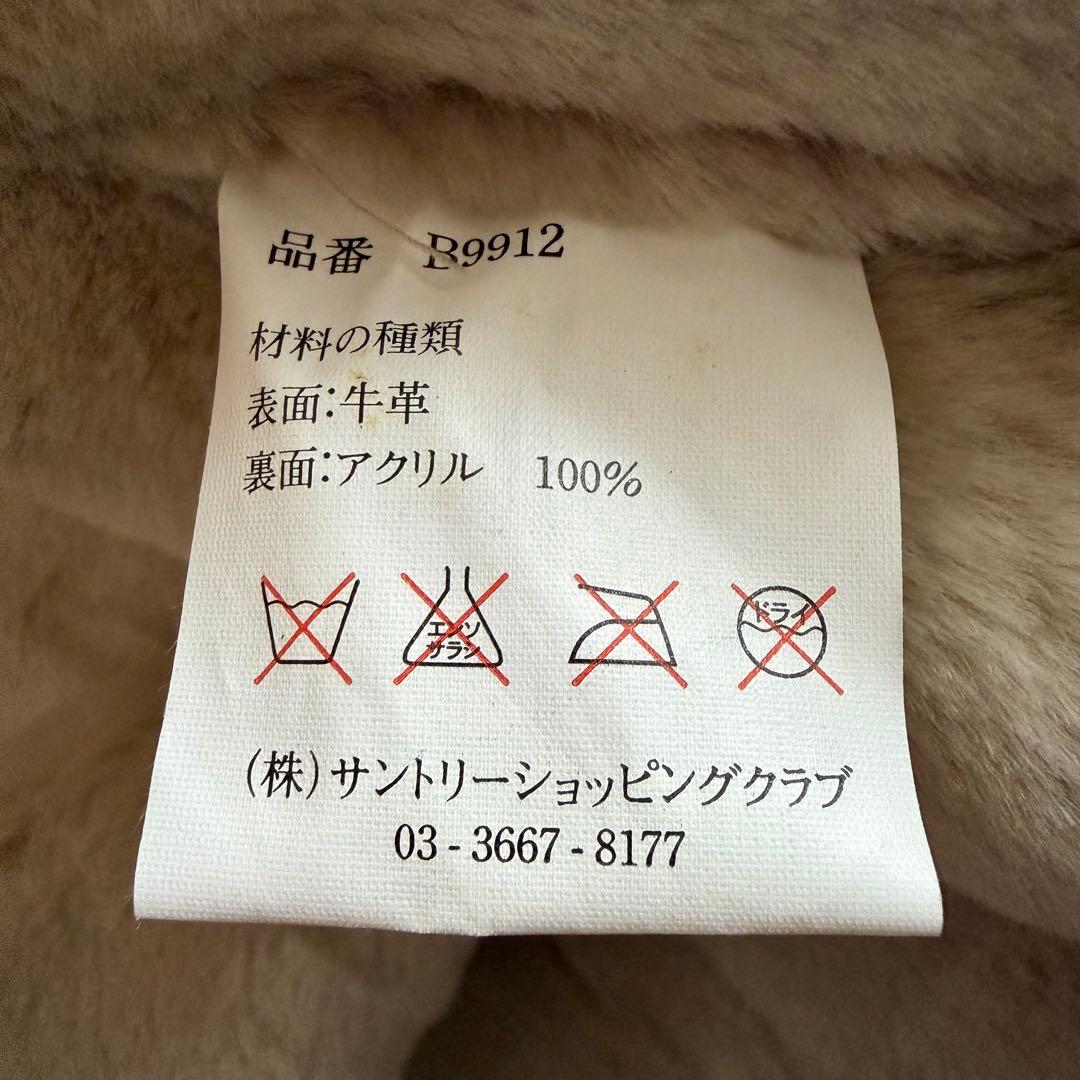 品番 B9912
材料の種類
表面:牛革
裏面:アクリル 100%
エンソ サラシ ドライ
(株)サントリーショッピングクラブ
03-3667-8177